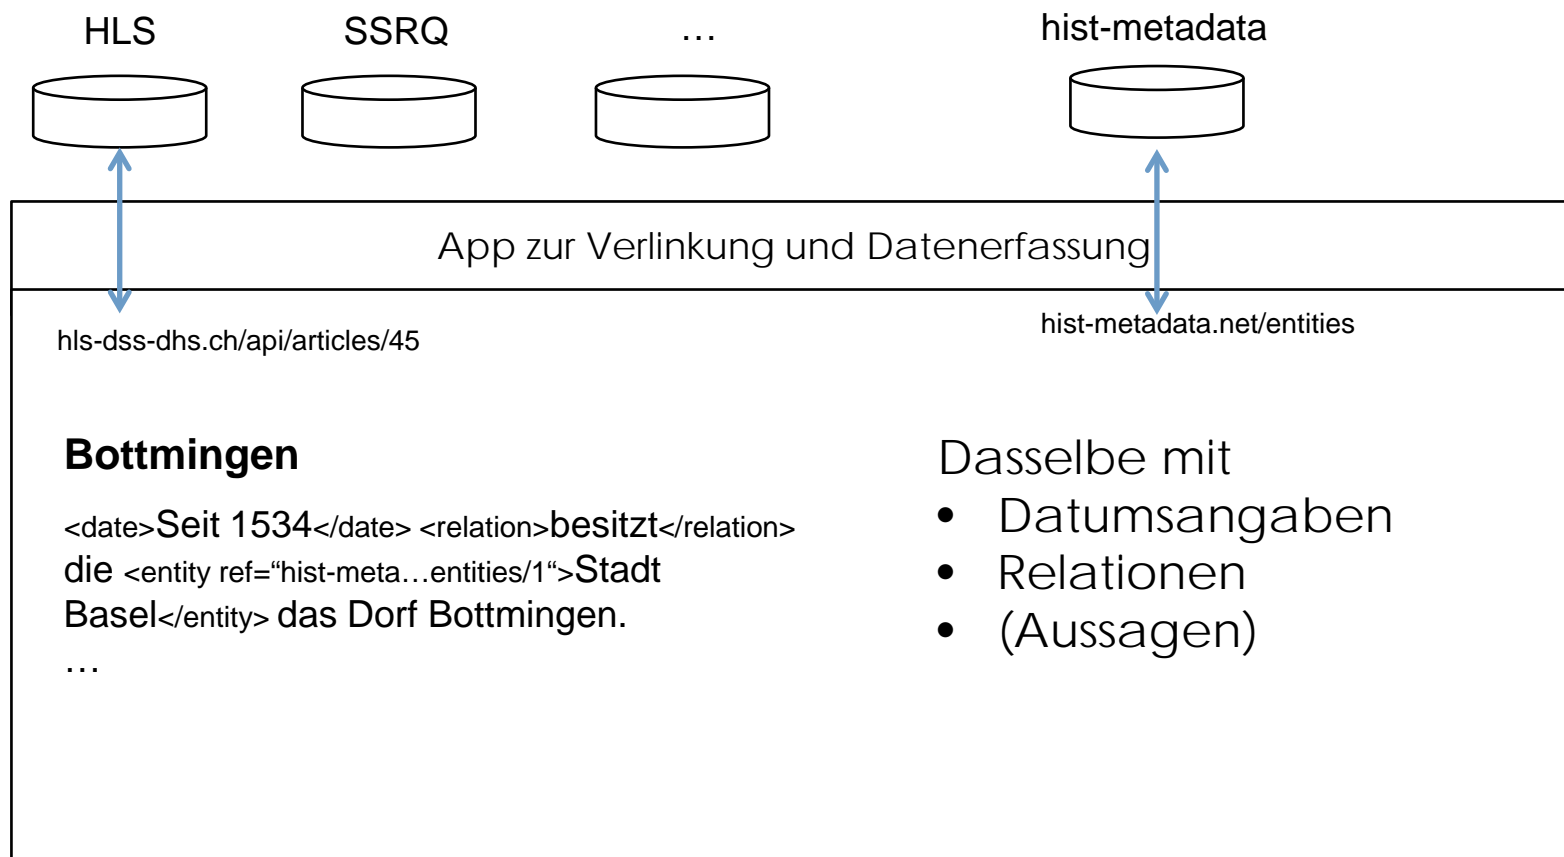 HLS
SSRQ
…
hist-metadata
App zur Verlinkung und Datenerfassung
hls-dss-dhs.ch/api/articles/45
hist-metadata.net/entities
Bottmingen
<date>Seit 1534</date> <relation>besitzt</relation>
die <entity ref="hist-meta…entities/1“>Stadt
Basel</entity> das Dorf Bottmingen.
…
Dasselbe mit
• Datumsangaben
• Relationen
• (Aussagen)